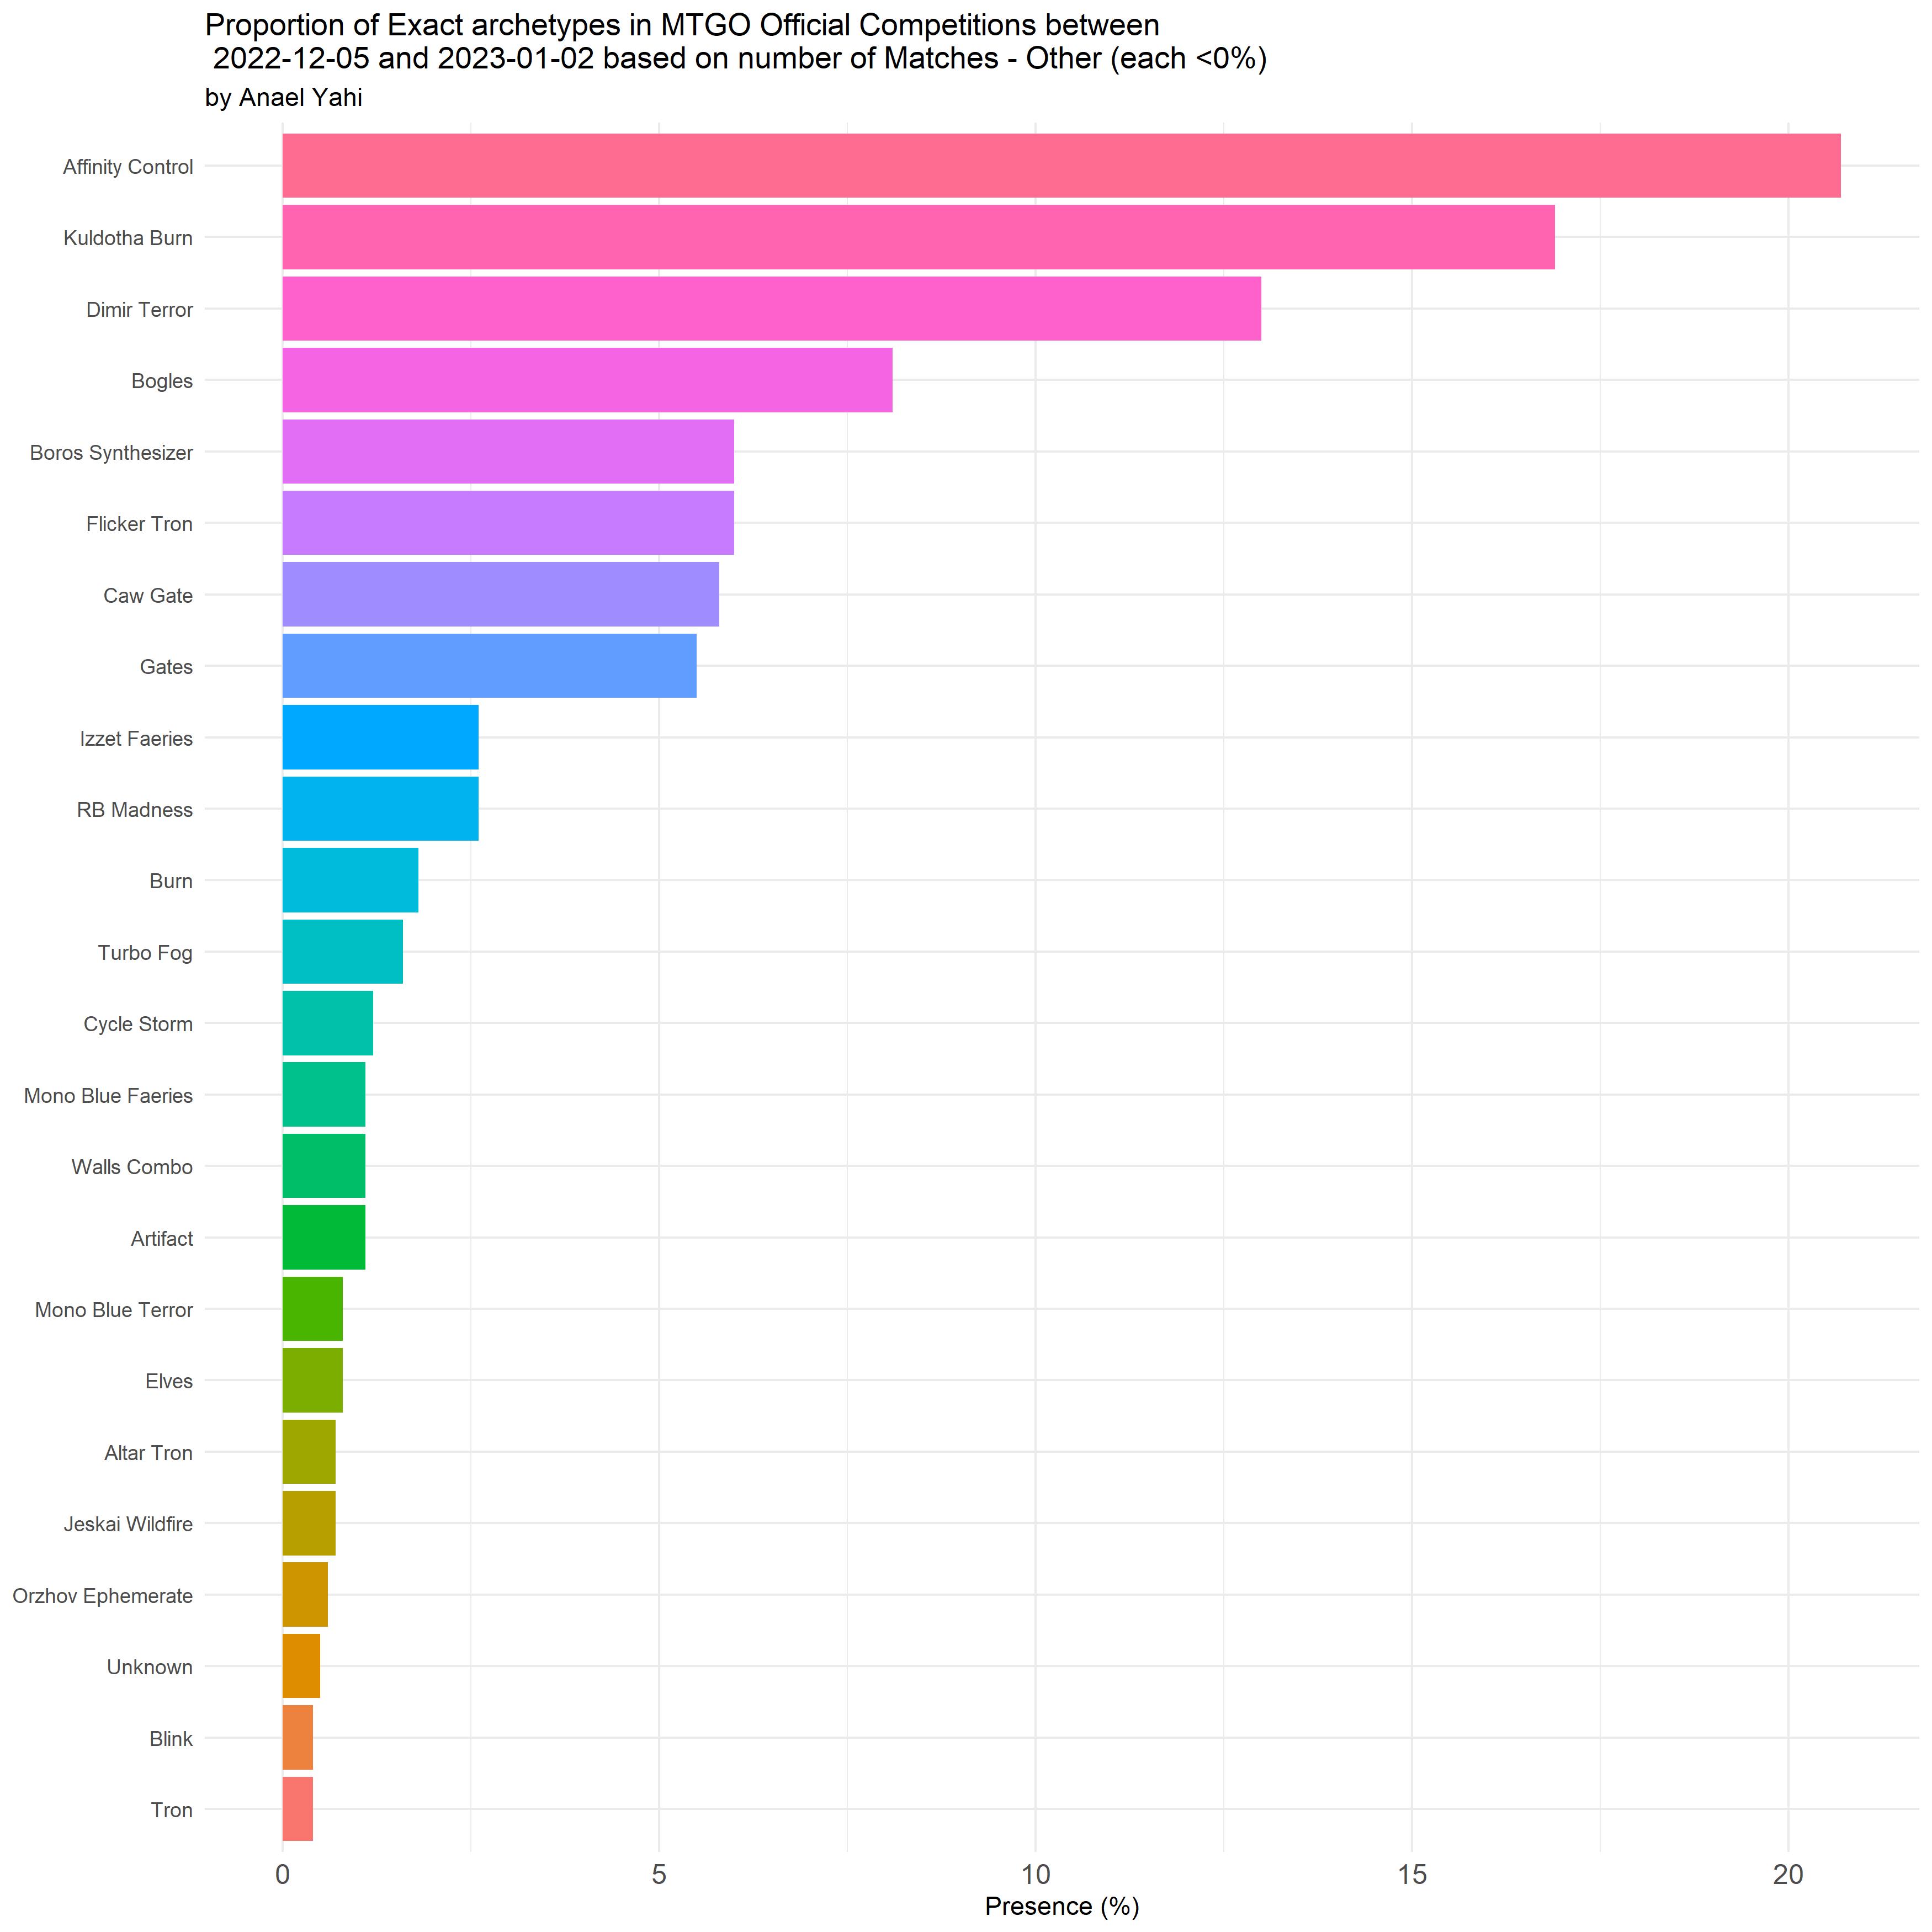 Proportion of Exact archetypes in MTGO Official Competitions between
2022-12-05 and 2023-01-02 based on number of Matches - Other (each <0%)
by Anael Yahi
Affinity Control
Kuldotha Burn
Dimir Terror
Bogles
Boros Synthesizer
Flicker Tron
Caw Gate
Gates
Izzet Faeries
RB Madness
Burn
Turbo Fog
Cycle Storm
Mono Blue Faeries
Walls Combo
Artifact
Mono Blue Terror
Elves
Altar Tron
Jeskai Wildfire
Orzhov Ephemerate
Unknown
Blink
Tron
0 5 10 15 20
Presence (%)